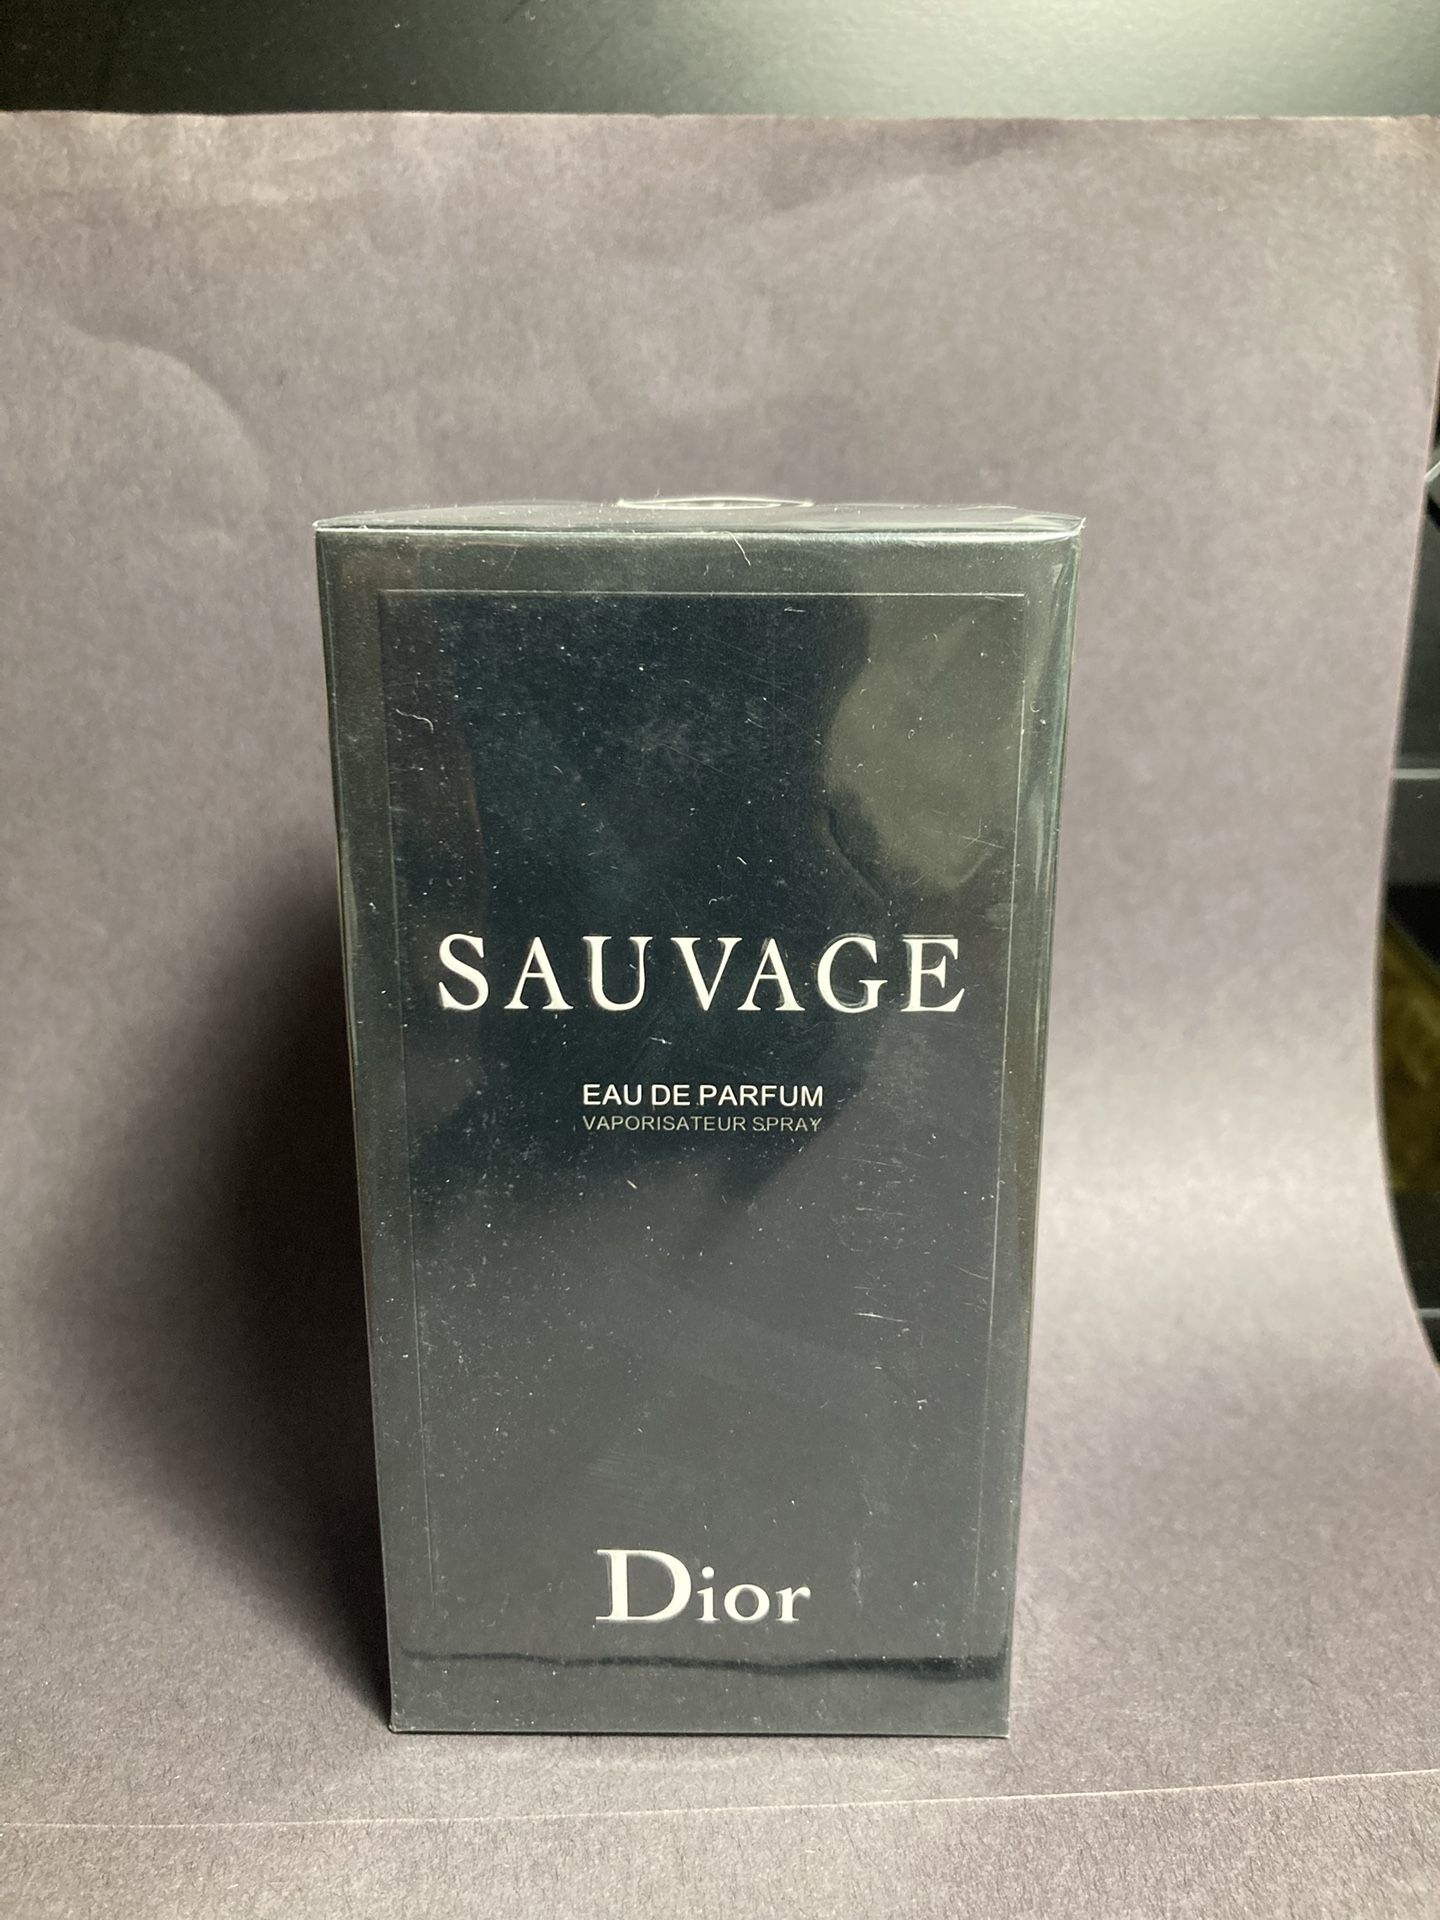 SAUVAGE
EAU DE PARFUM
VAPORISATEUR SPRAY
Dior